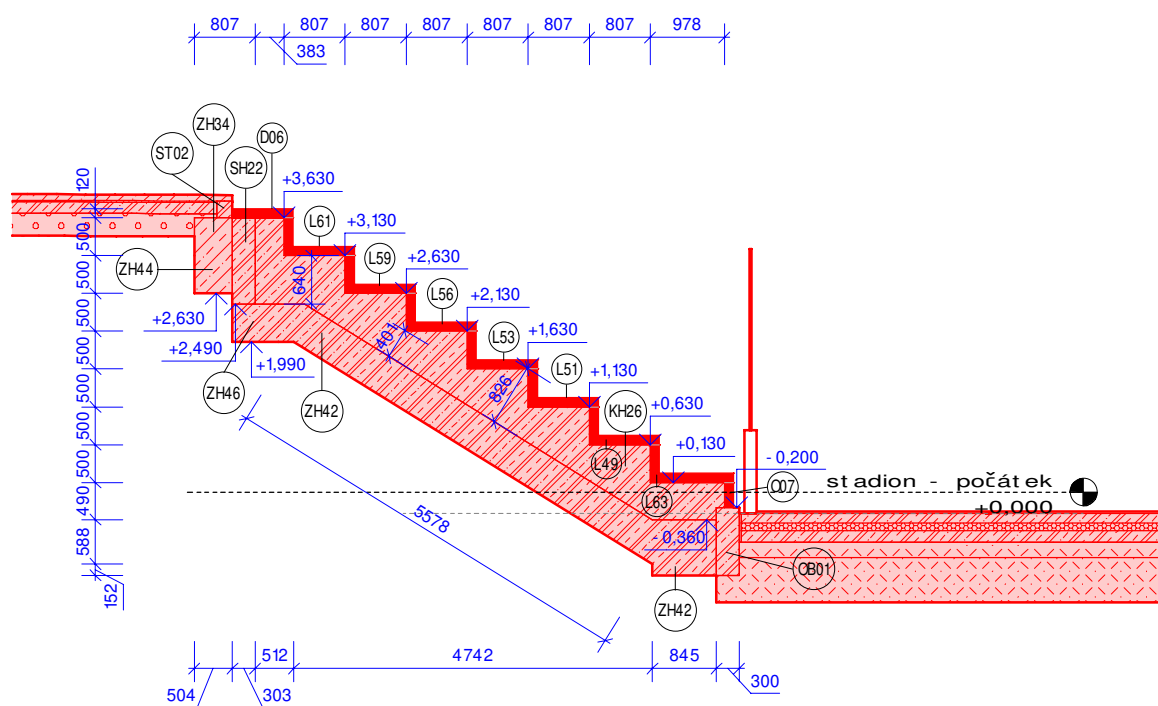 807 807 807 807 807 807 807 978
383
ZH34
D06
ST02
SH22
120
+3,630
L61
+3,130
500
L59
ZH44
640
+2,630
L56
500
+2,630
+2,130
500
401
L53
+2,490
+1,630
+1,990
500
L51
ZH46
826
+1,130
ZH42
KH26
500
+0,630
L49
+0,130
500
- 0,200
stadion - počátek
L63
O07
490
+0,000
5578
- 0,360
588
OB01
152
ZH42
512 4742 845
504 303 300
500